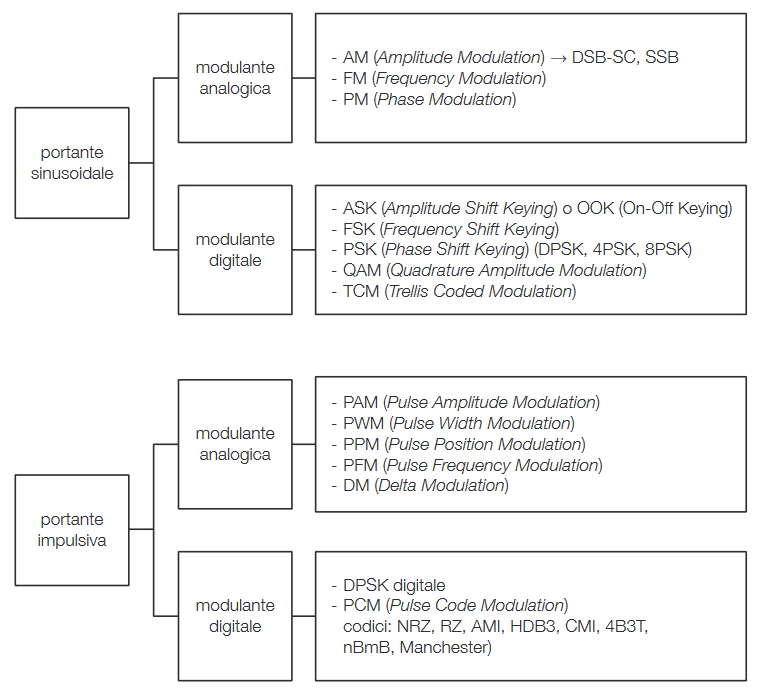 portante
sinusoidale
modulante
analogica
- AM (Amplitude Modulation) → DSB-SC, SSB
- FM (Frequency Modulation)
- PM (Phase Modulation)
modulante
digitale
- ASK (Amplitude Shift Keying) o OOK (On-Off Keying)
- FSK (Frequency Shift Keying)
- PSK (Phase Shift Keying) (DPSK, 4PSK, 8PSK)
- QAM (Quadrature Amplitude Modulation)
- TCM (Trellis Coded Modulation)
portante
impulsiva
modulante
analogica
- PAM (Pulse Amplitude Modulation)
- PWM (Pulse Width Modulation)
- PPM (Pulse Position Modulation)
- PFM (Pulse Frequency Modulation)
- DM (Delta Modulation)
modulante
digitale
- DPSK digitale
- PCM (Pulse Code Modulation)
codici: NRZ, RZ, AMI, HDB3, CMI, 4B3T,
nBmB, Manchester)